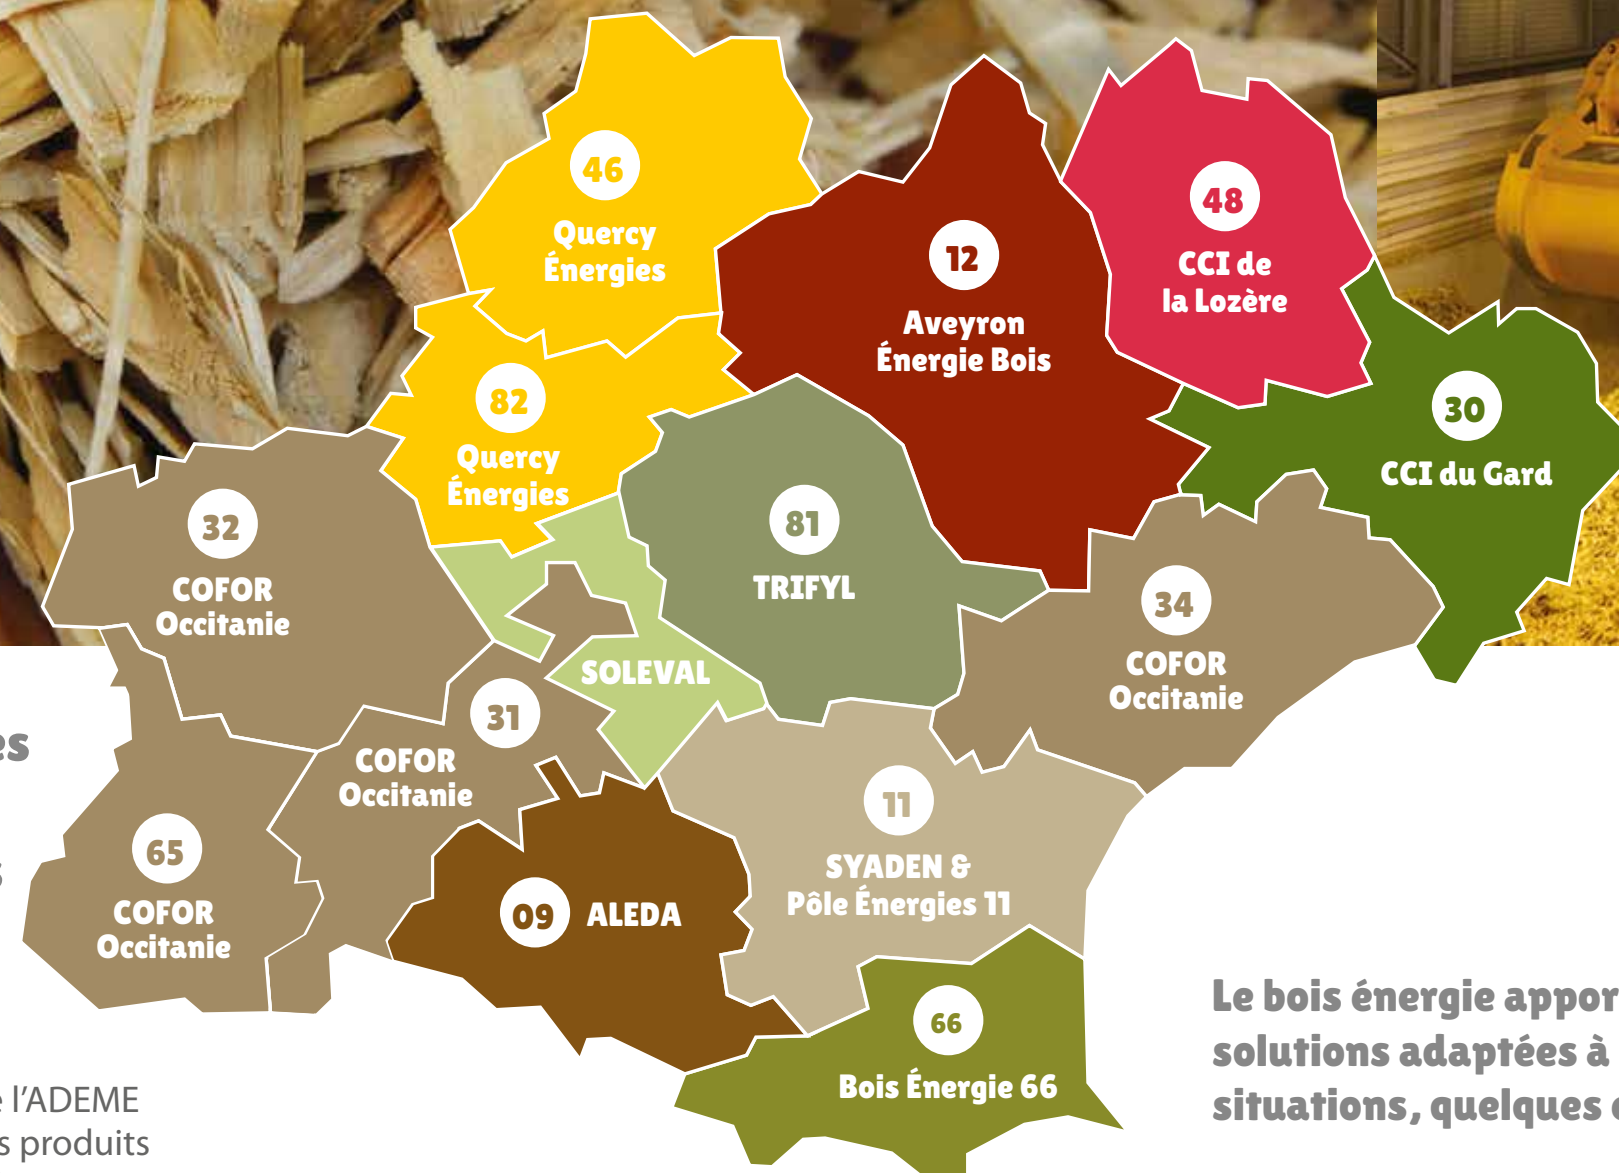 46
Quercy
Énergies
48
CCI de
la Lozère
12
Aveyron
Énergie Bois
82
Quercy
Énergies
30
CCI du Gard
32
COFOR
Occitanie
81
TRIFYL
34
COFOR
Occitanie
SOLEVAL
31
COFOR
Occitanie
11
SYADEN &
Pôle Énergies 11
65
COFOR
Occitanie
09 ALEDA
66
Bois Énergie 66
Le bois énergie
solutions adaptées à
situations, quelques
l'ADEME
produits